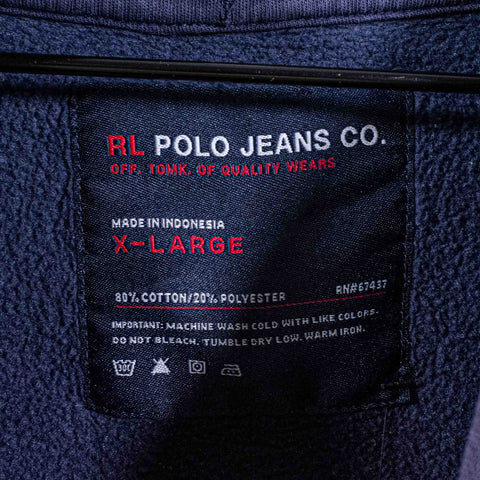 RL POLO JEANS CO.
OFF. TDMK. OF QUALITY WEARS
MADE IN INDONESIA
X-LARGE
80% COTTON/20% POLYESTER RN#67437
IMPORTANT: MACHINE WASH COLD WITH LIKE COLORS.
DO NOT BLEACH. TUMBLE DRY LOW. WARM IRON.
30C